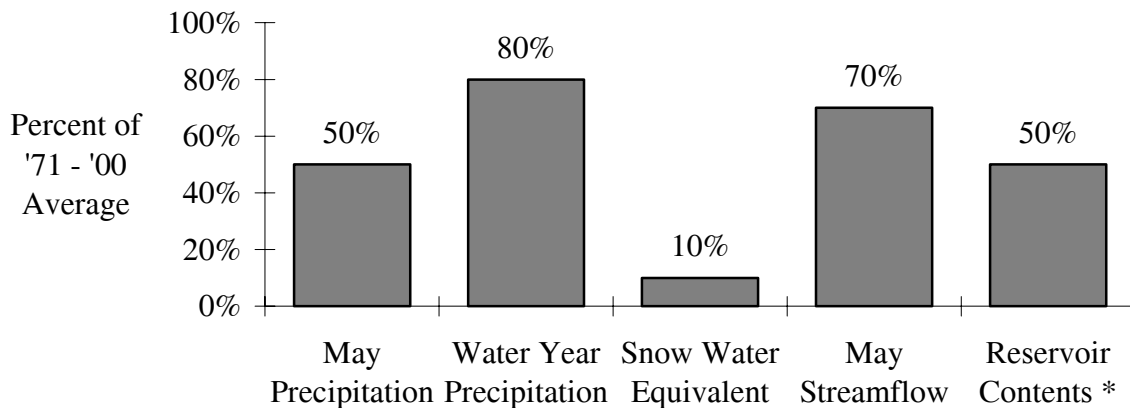 100%
80%
60%
40%
20%
0%
Percent of
'71 - '00
Average
50%
80%
10%
70%
50%
May
Precipitation
Water Year
Precipitation
Snow Water
Equivalent
May
Streamflow
Reservoir
Contents *